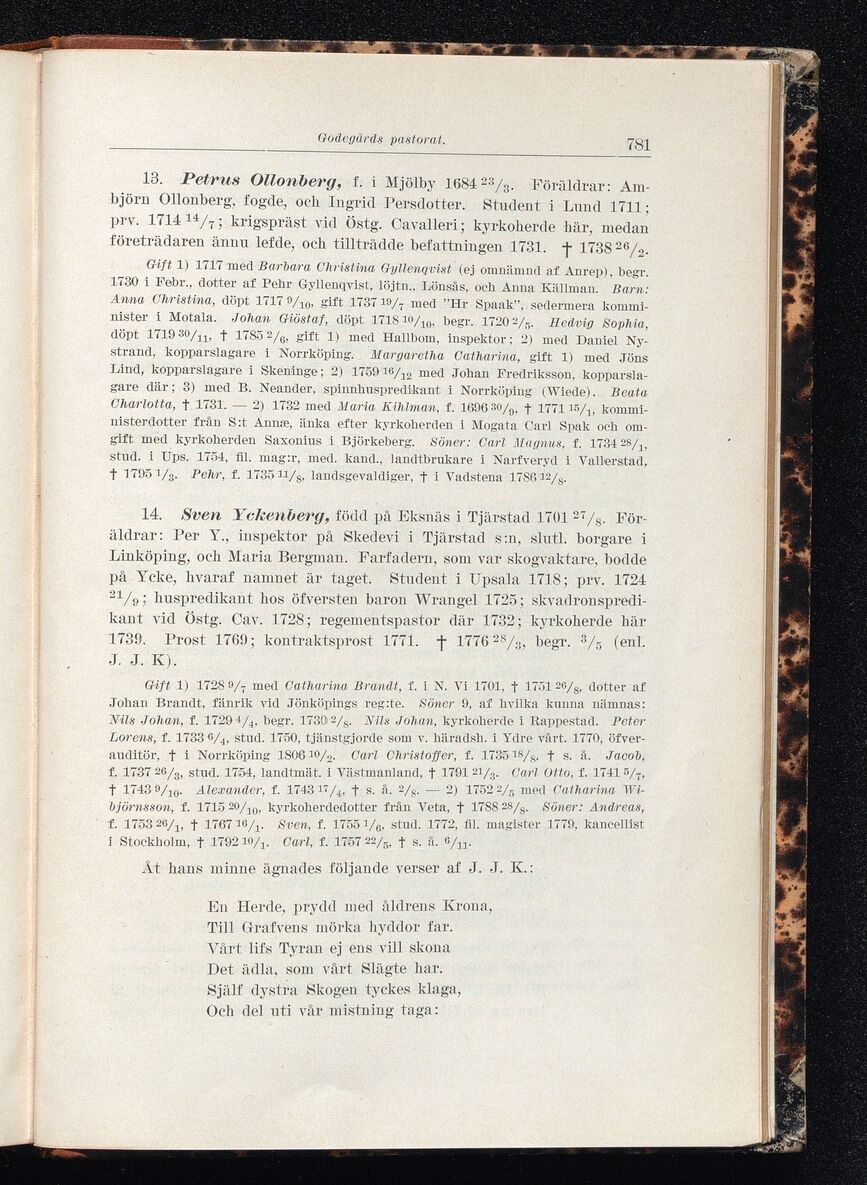 Godegårds pastorat.
781
13. Petrus Ollonberg, f. i Mjölby 1684 23/3. Föräldrar: Am-
björn Ollonberg, fogde, och Ingrid Persdotter. Student i Lund 1711;
prv. 1714 14/7; krigspräst vid Östg. Cavalleri; kyrkoherde här, medan
företrädaren ännu lefde, och tillträdde befattningen 1731. † 1738 26/2.
Gift 1) 1717 med Barbara Christina Gyllenqvist (ej omnämnd af Anrep), begr.
1730 i Febr., dotter af Pehr Gyllenqvist, löjtn., Lönsås, och Anna Källman. Barn:
Anna Christina, döpt 1717 9/10, gift 1737 19/7 med "Hr Spaak", sedermera kommi-
nister i Motala. Johan Giöstaf, döpt 1718 10/10, begr. 1720 2/5. Hedvig Sophia,
döpt 1719 30/11, † 1785 2/6, gift 1) med Hallbom, inspektor; 2) med Daniel Ny-
strand, kopparslagare i Norrköping. Margaretha Catharina, gift 1) med Jöns
Lind, kopparslagare i Skeninge; 2) 1759 16/12 med Johan Fredriksson, kopparsla-
gare där; 3) med B. Neander, spinnhuspredikant i Norrköping (Wiede). Beata
Charlotta, † 1731. — 2) 1732 med Maria Kihlman, f. 1696 30/9, † 1771 15/1, kommi-
nisterdotter från S:t Annæ, änka efter kyrkoherden i Mogata Carl Spak och om-
gift med kyrkoherden Saxonius i Björkeberg. Söner: Carl Magnus, f. 1734 28/1,
stud. i Ups. 1754, fil. mag:r, med. kand., landtbrukare i Narfveryd i Vallerstad,
† 1795 1/3. Pehr, f. 1735 11/8, landsgevaldiger, † i Vadstena 1786 12/8.
14. Sven Yckenberg, född på Eksnäs i Tjärstad 1701 27/8. För-
äldrar: Per Y., inspektor på Skedevi i Tjärstad s:n, slutl. borgare i
Linköping, och Maria Bergman. Farfadern, som var skogvaktare, bodde
på Ycke, hvaraf namnet är taget. Student i Upsala 1718; prv. 1724
21/9; huspredikant hos öfversten baron Wrangel 1725; skvadronspredi-
kant vid Östg. Cav. 1728; regementspastor där 1732; kyrkoherde här
1739. Prost 1769; kontraktsprost 1771. † 1776 28/3, begr. 3/5 (enl.
J. J. K).
Gift 1) 1728 9/7 med Catharina Brandt, f. i N. Vi 1701, † 1751 26/8, dotter af
Johan Brandt, fänrik vid Jönköpings reg:te. Söner 9, af hvilka kunna nämnas:
Nils Johan, f. 1729 4/4, begr. 1730 2/8. Nils Johan, kyrkoherde i Rappestad. Peter
Lorens, f. 1733 6/4, stud. 1750, tjänstgjorde som v. häradsh. i Ydre vårt. 1770, öfver-
auditör, † i Norrköping 1806 10/2. Carl Christoffer, f. 1735 18/8, † s. å. Jacob,
f. 1737 26/3, stud. 1754, landtmät. i Västmanland, † 1791 21/3. Carl Otto, f. 1741 5/7,
† 1743 9/10. Alexander, f. 1743 17/4, † s. å. 2/8. — 2) 1752 2/5 med Catharina Wi-
björnsson, f. 1715 20/10, kyrkoherdedotter från Veta, † 1788 28/8. Söner: Andreas,
f. 1753 26/1, † 1767 16/1. Sven, f. 1755 1/6, stud. 1772, fil. magister 1779, kancellist
i Stockholm, † 1792 10/1. Carl, f. 1757 22/5, † s. å. 6/11.
Åt hans minne ägnades följande verser af J. J. K.:
En Herde, prydd med åldrens Krona,
Till Grafvens mörka hyddor far.
Vårt lifs Tyran ej ens vill skona
Det ädla, som vårt Slägte har.
Själf dystra Skogen tyckes klaga,
Och del uti vår mistning taga: